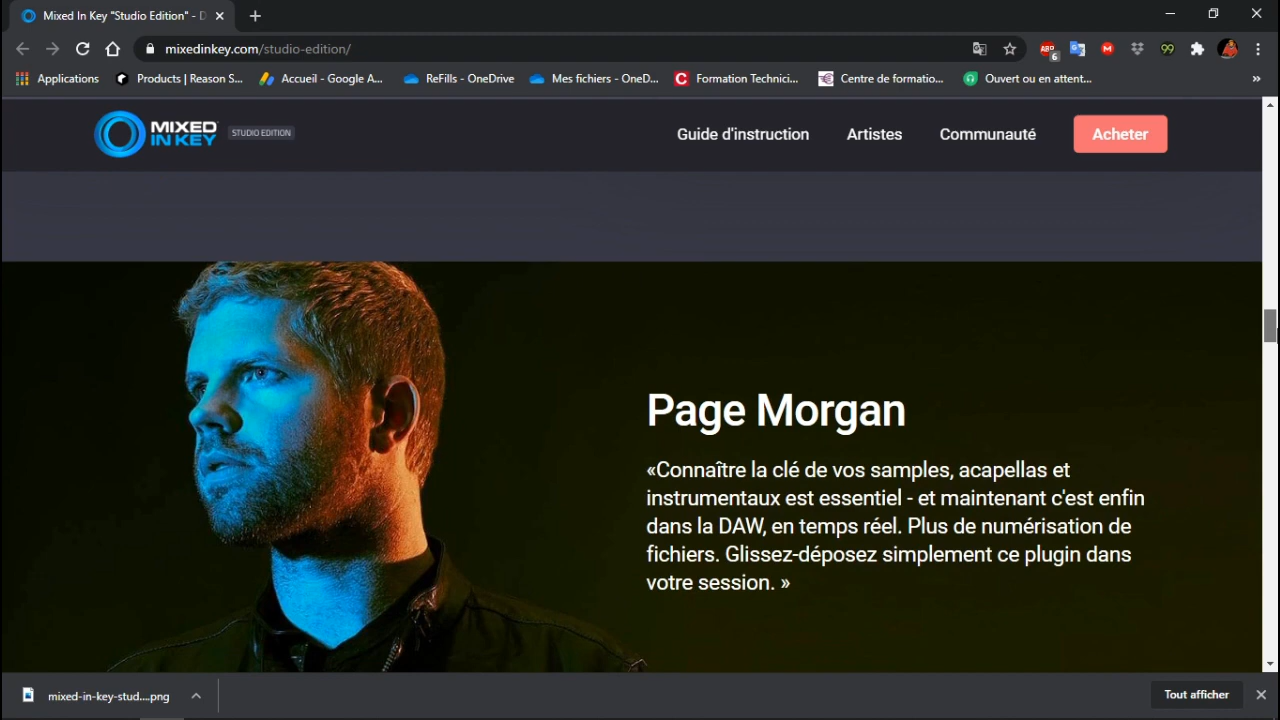 Mixed In Key "Studio Edition" - D
mixedinkey.com/studio-edition/
ABP
6
99
Applications
Products | Reason S...
Accueil - Google A...
ReFills - OneDrive
Mes fichiers - OneD...
Formation Technici...
Centre de formatio...
Ouvert ou en attent...
»
MIXED
IN KEY
STUDIO EDITION
Guide d'instruction
Artistes
Communauté
Acheter
Page Morgan
«Connaître la clé de vos samples, acapellas et
instrumentaux est essentiel - et maintenant c'est enfin
dans la DAW, en temps réel. Plus de numérisation de
fichiers. Glissez-déposez simplement ce plugin dans
votre session. »
mixed-in-key-stud....png
Tout afficher